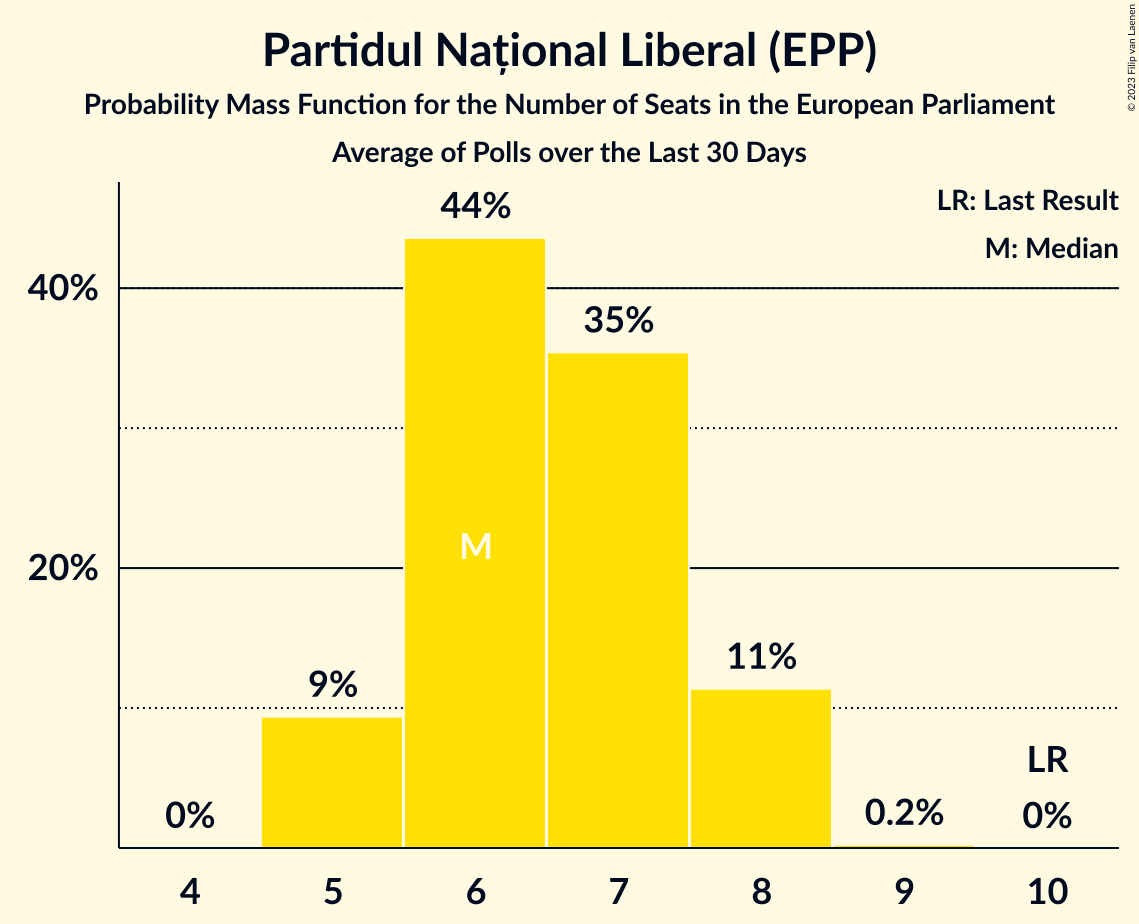 Partidul Național Liberal (EPP)
Probability Mass Function for the Number of Seats in the European Parliament
Average of Polls over the Last 30 Days
© 2023 Filip van Laenen
LR: Last Result
M: Median
44%
40%
35%
M
20%
11%
9%
LR
0%
0.2%
0%
4 5 6 7 8 9 10